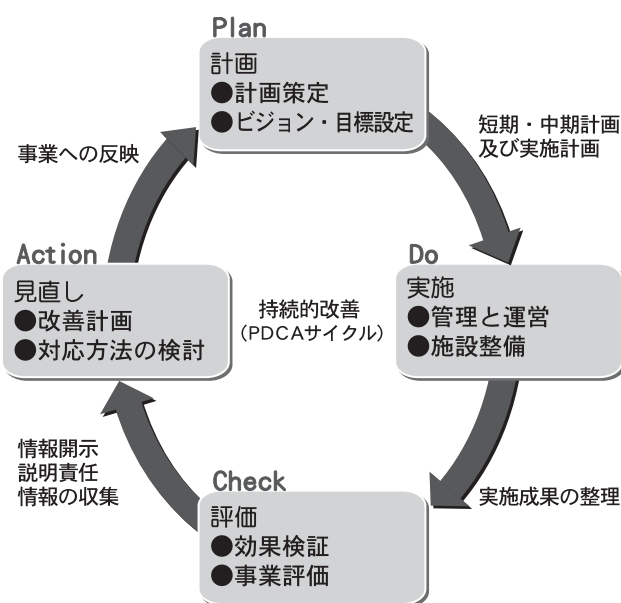 Plan
計画
●計画策定
●ビジョン・目標設定
短期・中期計画
及び実施計画
Do
実施
●管理と運営
●施設整備
実施成果の整理
Check
評価
●効果検証
●事業評価
情報開示
説明責任
情報の収集
Action
見直し
●改善計画
●対応方法の検討
事業への反映
持続的改善
（PDCAサイクル）